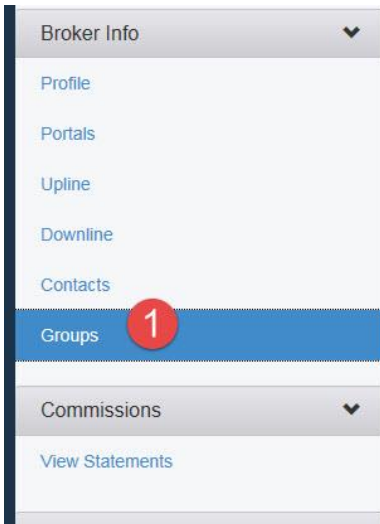 Broker Info
Profile
Portals
Upline
Downline
Contacts
Groups 1
Commissions
View Statements